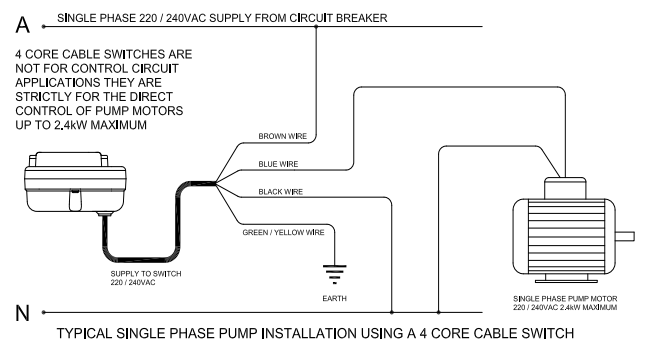 A
SINGLE PHASE 220 / 240VAC SUPPLY FROM CIRCUIT BREAKER
4 CORE CABLE SWITCHES ARE
NOT FOR CONTROL CIRCUIT
APPLICATIONS THEY ARE
STRICTLY FOR THE DIRECT
CONTROL OF PUMP MOTORS
UP TO 2.4kW MAXIMUM
BROWN WIRE
BLUE WIRE
BLACK WIRE
GREEN / YELLOW WIRE
SUPPLY TO SWITCH
220 / 240VAC
EARTH
SINGLE PHASE PUMP MOTOR
220 / 240VAC 2.4kW MAXIMUM
N
TYPICAL SINGLE PHASE PUMP INSTALLATION USING A 4 CORE CABLE SWITCH